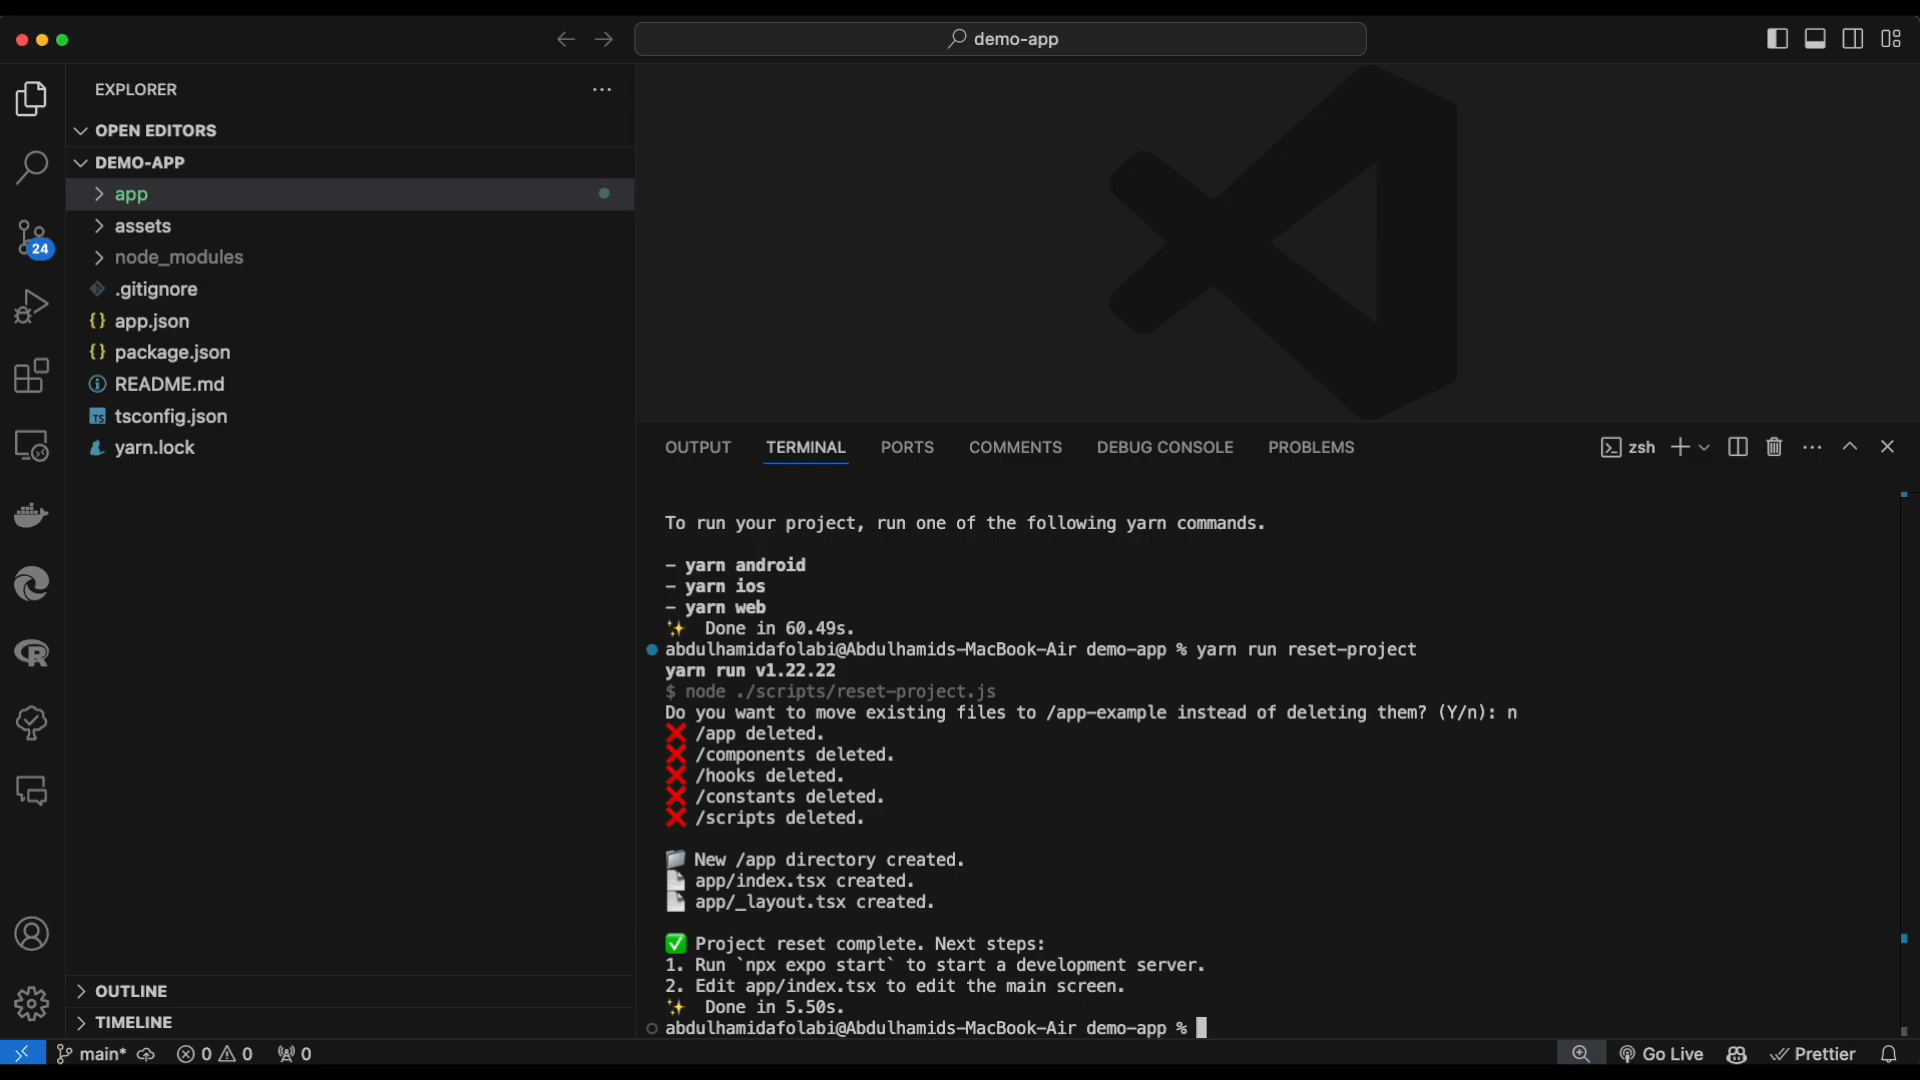 demo-app
EXPLORER
OPEN EDITORS
DEMO-APP
app
assets
node_modules
.gitignore
{} app.json
{} package.json
README.md
TS tsconfig.json
yarn.lock
24
OUTLINE
TIMELINE
OUTPUT TERMINAL PORTS COMMENTS DEBUG CONSOLE PROBLEMS zsh
To run your project, run one of the following yarn commands.
- yarn android
- yarn ios
- yarn web
✨ Done in 60.49s.
abdulhamidafolabi@Abdulhamids-MacBook-Air demo-app % yarn run reset-project
yarn run v1.22.22
$ node ./scripts/reset-project.js
Do you want to move existing files to /app-example instead of deleting them? (Y/n): n
❌ /app deleted.
❌ /components deleted.
❌ /hooks deleted.
❌ /constants deleted.
❌ /scripts deleted.
📁 New /app directory created.
📄 app/index.tsx created.
📄 app/_layout.tsx created.
✅ Project reset complete. Next steps:
1. Run `npx expo start` to start a development server.
2. Edit app/index.tsx to edit the main screen.
✨ Done in 5.50s.
abdulhamidafolabi@Abdulhamids-MacBook-Air demo-app %
main* 0 0 0 Go Live Prettier